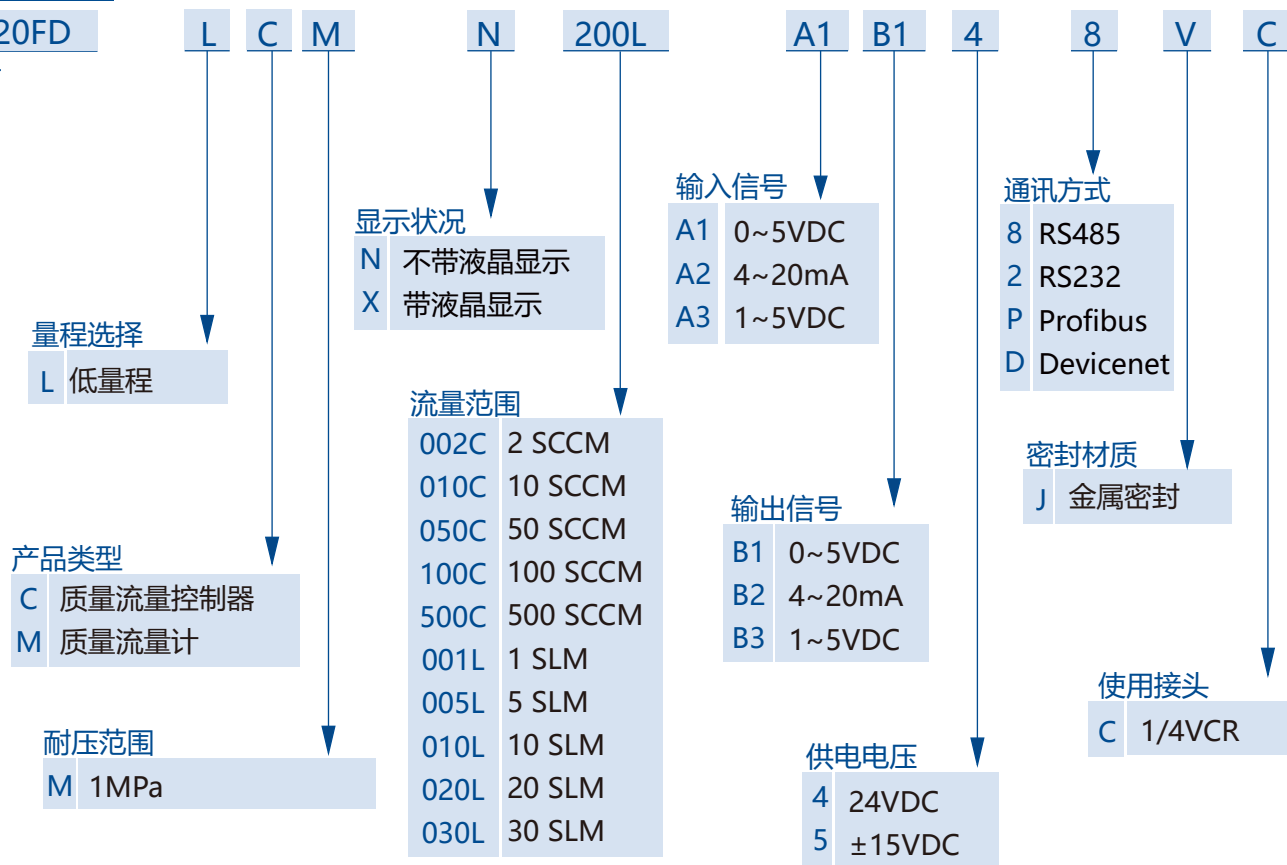 20FD L C M N 200L A1 B1 4 8 V C
量程选择
L 低量程
产品类型
C 质量流量控制器
M 质量流量计
耐压范围
M 1MPa
显示状况
N 不带液晶显示
X 带液晶显示
流量范围
002C 2 SCCM
010C 10 SCCM
050C 50 SCCM
100C 100 SCCM
500C 500 SCCM
001L 1 SLM
005L 5 SLM
010L 10 SLM
020L 20 SLM
030L 30 SLM
输入信号
A1 0~5VDC
A2 4~20mA
A3 1~5VDC
输出信号
B1 0~5VDC
B2 4~20mA
B3 1~5VDC
供电电压
4 24VDC
5 ±15VDC
通讯方式
8 RS485
2 RS232
P Profibus
D Devicenet
密封材质
J 金属密封
使用接头
C 1/4VCR